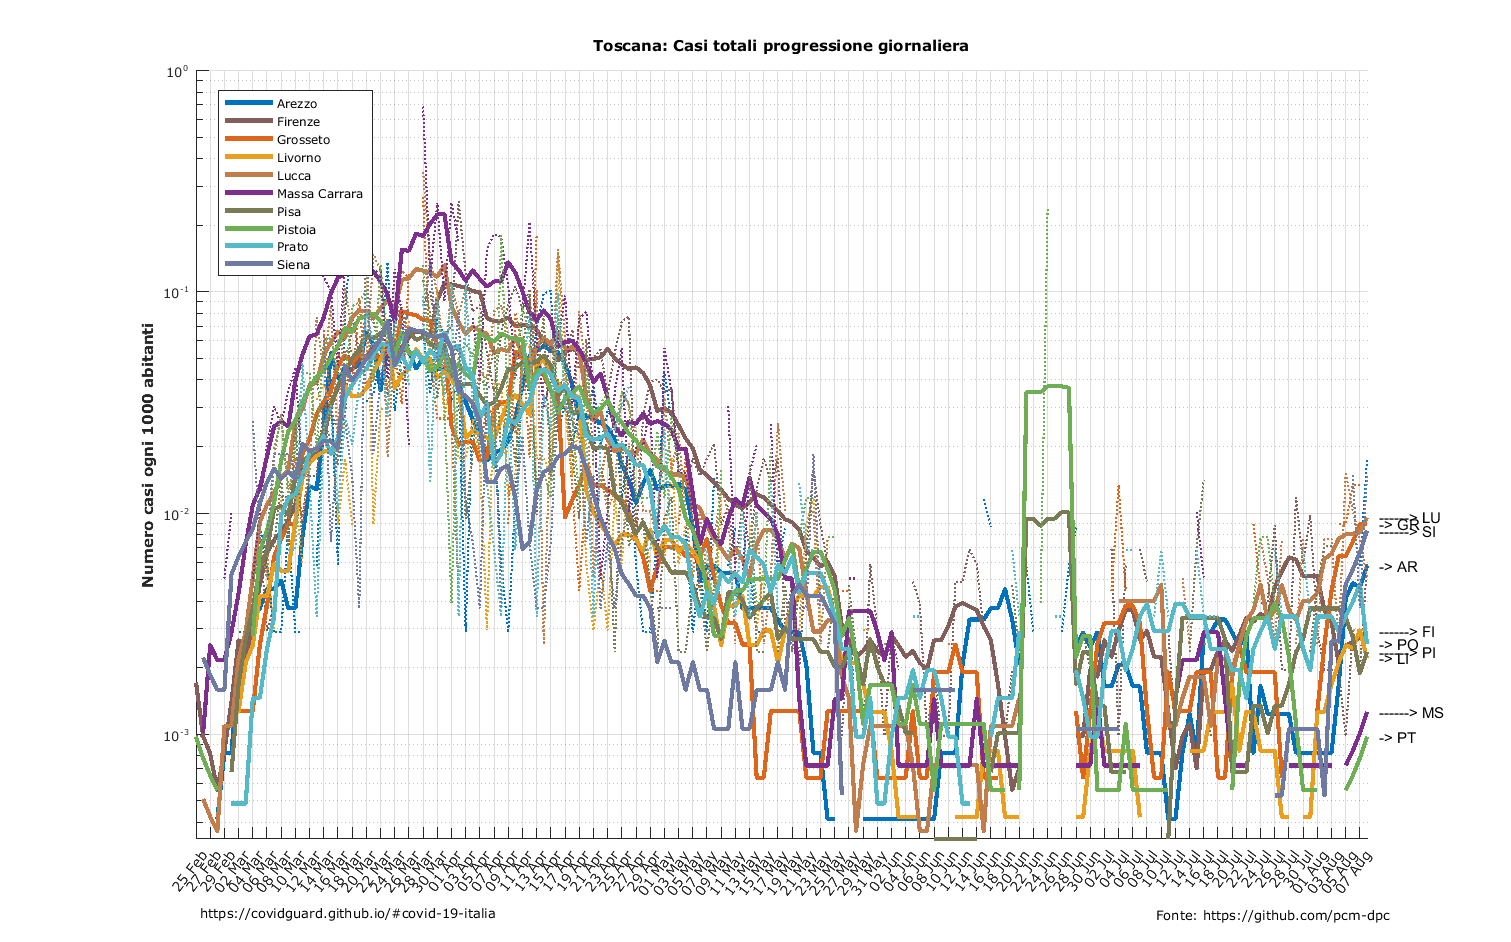 Toscana: Casi totali progressione giornaliera
Numero casi ogni 1000 abitanti
10⁰
10⁻¹
10⁻²
10⁻³
Arezzo
Firenze
Grosseto
Livorno
Lucca
Massa Carrara
Pisa
Pistoia
Prato
Siena
------> LU
-> GR
------> SI
-> AR
------> FI
-> PO
------> PI
-> LI
------> MS
-> PT
25 Feb
27 Feb
29 Feb
02 Mar
04 Mar
06 Mar
08 Mar
10 Mar
12 Mar
14 Mar
16 Mar
18 Mar
20 Mar
22 Mar
24 Mar
26 Mar
28 Mar
30 Mar
01 Apr
03 Apr
05 Apr
07 Apr
09 Apr
11 Apr
13 Apr
15 Apr
17 Apr
19 Apr
21 Apr
23 Apr
25 Apr
27 Apr
29 Apr
01 May
03 May
05 May
07 May
09 May
11 May
13 May
15 May
17 May
19 May
21 May
23 May
25 May
27 May
29 May
31 May
02 Jun
04 Jun
06 Jun
08 Jun
10 Jun
12 Jun
14 Jun
16 Jun
18 Jun
20 Jun
22 Jun
24 Jun
26 Jun
28 Jun
30 Jun
02 Jul
04 Jul
06 Jul
08 Jul
10 Jul
12 Jul
14 Jul
16 Jul
18 Jul
20 Jul
22 Jul
24 Jul
26 Jul
28 Jul
30 Jul
01 Aug
03 Aug
05 Aug
07 Aug
https://covidguard.github.io/#covid-19-italia
Fonte: https://github.com/pcm-dpc